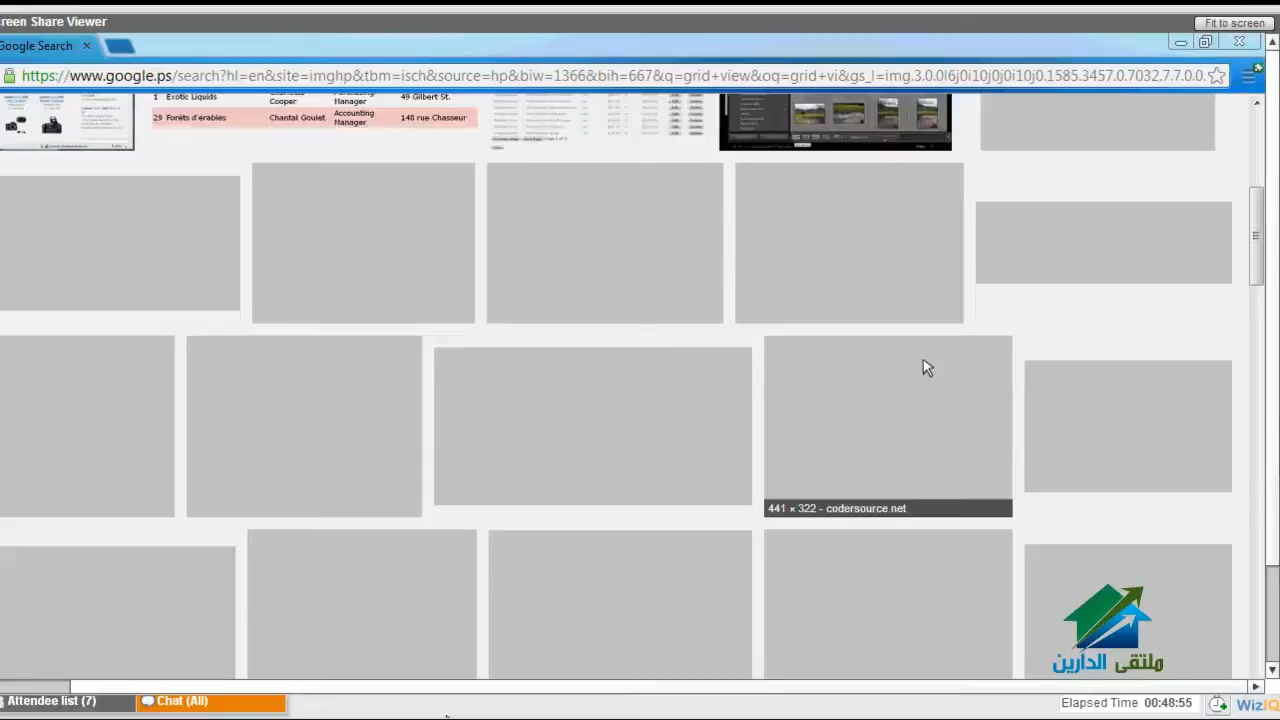 reen Share Viewer
Fit to screen
Google Search
https://www.google.ps/search?hl=en&site=imghp&tbm=isch&source=hp&biw=1366&bih=667&q=grid+view&oq=grid+vi&gs_l=img.3.0.0l6j0i10j0j0i10j0.1585.3452.0.7032.7.7.0.0.
1 Exotic Liquids Cooper Manager 49 Gilbert St.
29 Forêts d'érables Chantal Goulet Accounting Manager 148 rue Chasseur
441 × 322 - codersource.net
ملتقى الدارين
Attendee list (7)
Chat (All)
Elapsed Time 00:48:55
WizIQ